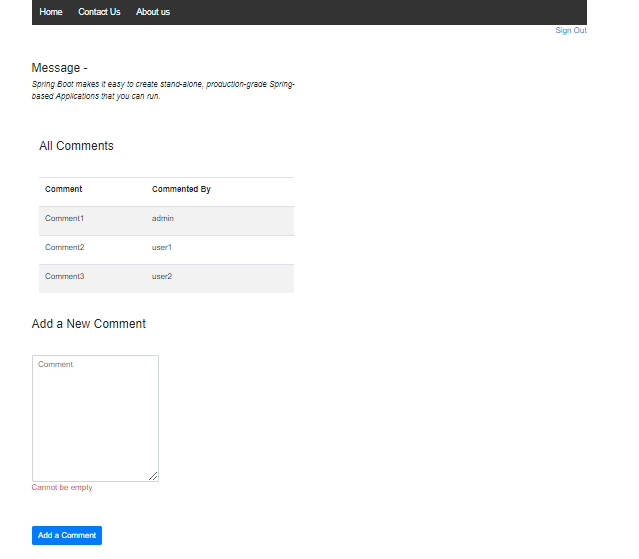 Home Contact Us About us
Sign Out
Message -
Spring Boot makes it easy to create stand-alone, production-grade Spring-
based Applications that you can run.
All Comments
Comment Commented By
Comment1 admin
Comment2 user1
Comment3 user2
Add a New Comment
Comment
Cannot be empty
Add a Comment